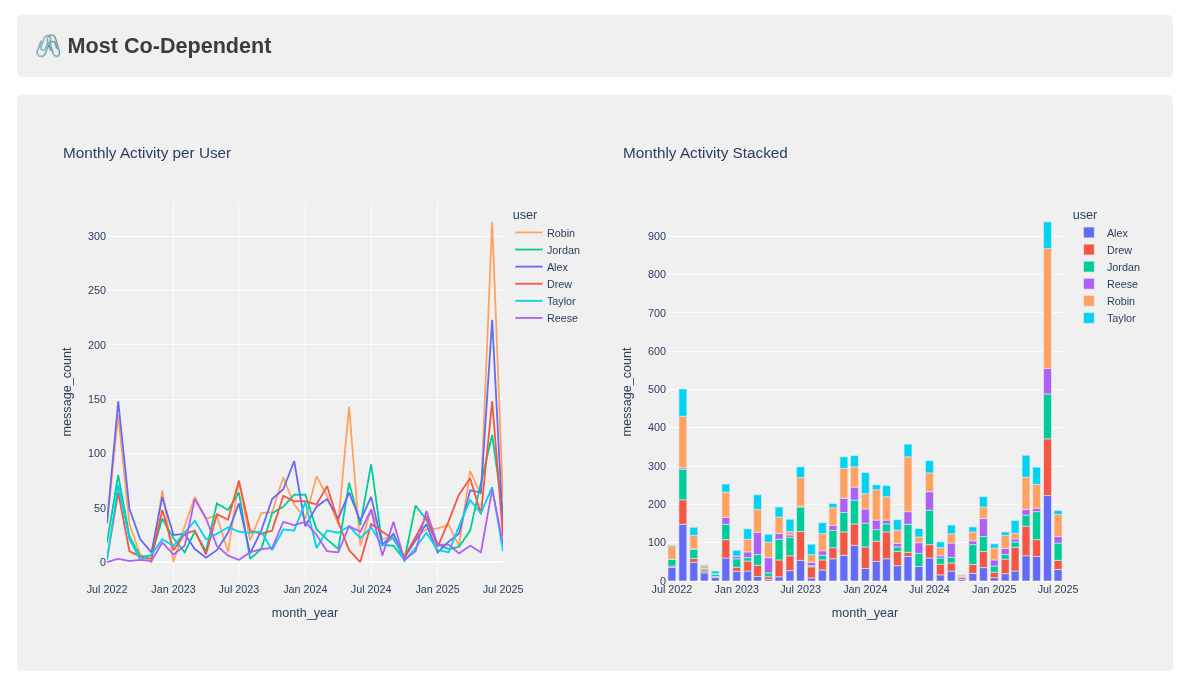 Most Co-Dependent
Monthly Activity per User
300
250
200
150
100
50
0
message_count
Jul 2022 Jan 2023 Jul 2023 Jan 2024 Jul 2024 Jan 2025 Jul 2025
month_year
user
Robin
Jordan
Alex
Drew
Taylor
Reese
Monthly Activity Stacked
900
800
700
600
500
400
300
200
100
0
message_count
Jul 2022 Jan 2023 Jul 2023 Jan 2024 Jul 2024 Jan 2025 Jul 2025
month_year
user
Alex
Drew
Jordan
Reese
Robin
Taylor